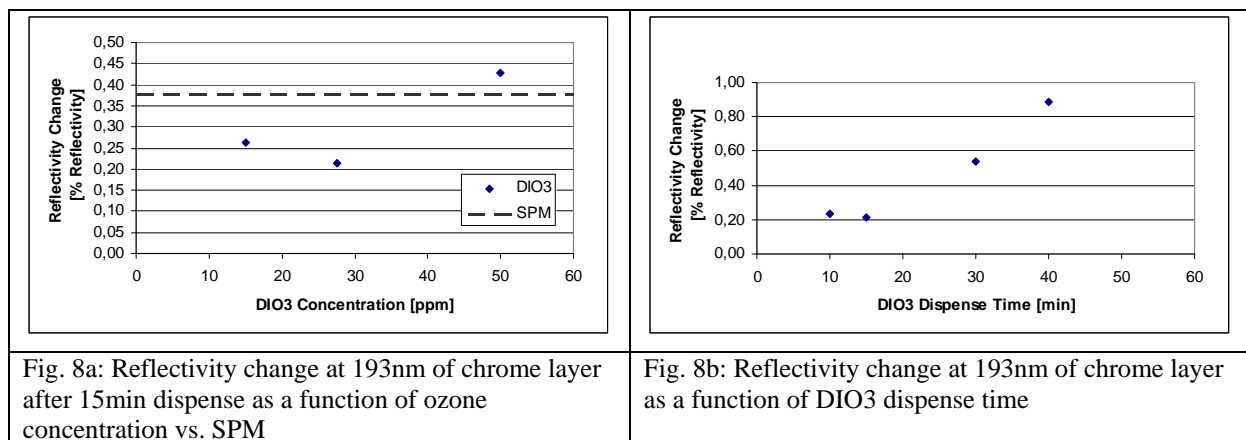 0,50
0,45
0,40
0,35
0,30
0,25
0,20
0,15
0,10
0,05
0,00
Reflectivity Change
[% Reflectivity]
DIO3
SPM
0 10 20 30 40 50 60
DIO3 Concentration [ppm]
1,00
0,80
0,60
0,40
0,20
0,00
Reflectivity Change
[% Reflectivity]
0 10 20 30 40 50 60
DIO3 Dispense Time [min]
Fig. 8a: Reflectivity change at 193nm of chrome layer
after 15min dispense as a function of ozone
concentration vs. SPM
Fig. 8b: Reflectivity change at 193nm of chrome layer
as a function of DIO3 dispense time